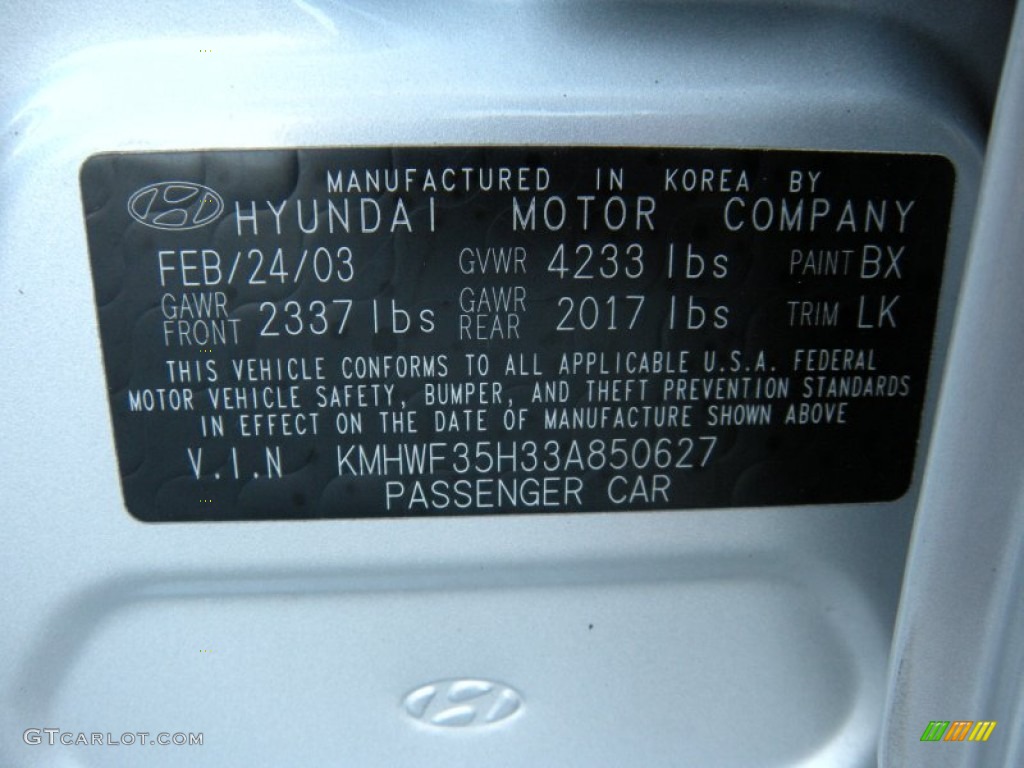 MANUFACTURED IN KOREA BY
HYUNDAI MOTOR COMPANY
FEB/24/03 GVWR 4233 lbs PAINT BX
GAWR FRONT 2337 lbs GAWR REAR 2017 lbs TRIM LK
THIS VEHICLE CONFORMS TO ALL APPLICABLE U.S.A. FEDERAL
MOTOR VEHICLE SAFETY, BUMPER, AND THEFT PREVENTION STANDARDS
IN EFFECT ON THE DATE OF MANUFACTURE SHOWN ABOVE
V.I.N KMHWF35H33A850627
PASSENGER CAR
GTCARLOT.COM